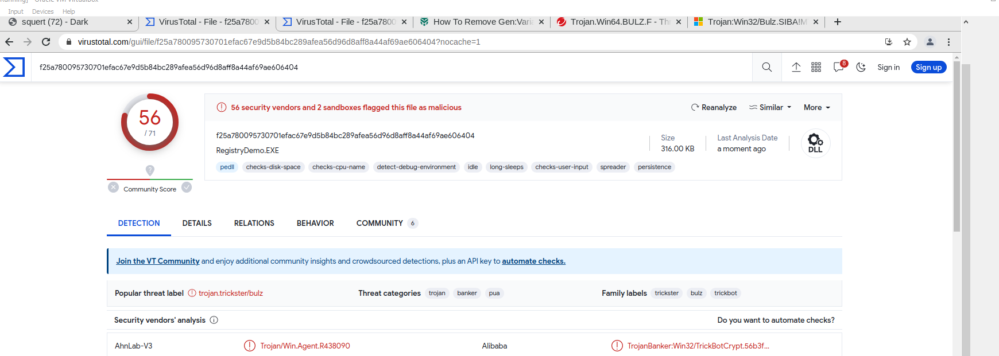 Running] - Oracle VM VirtualBox
Input Devices Help
squert (72) - Dark
VirusTotal - File - f25a7800
VirusTotal - File - f25a7800
How To Remove Gen:Varia
Trojan.Win64.BULZ.F - Thr
Trojan:Win32/Bulz.SIBA!M
virustotal.com/gui/file/f25a780095730701efac67e9d5b84bc289afea56d96d8aff8a44af69ae606404?nocache=1
f25a780095730701efac67e9d5b84bc289afea56d96d8aff8a44af69ae606404
8
Sign in
Sign up
56
/ 71
56 security vendors and 2 sandboxes flagged this file as malicious
Reanalyze
Similar
More
f25a780095730701efac67e9d5b84bc289afea56d96d8aff8a44af69ae606404
RegistryDemo.EXE
Size
316.00 KB
Last Analysis Date
a moment ago
DLL
pedll checks-disk-space checks-cpu-name detect-debug-environment idle long-sleeps checks-user-input spreader persistence
?
Community Score
DETECTION DETAILS RELATIONS BEHAVIOR COMMUNITY 6
Join the VT Community and enjoy additional community insights and crowdsourced detections, plus an API key to automate checks.
Popular threat label trojan.trickster/bulz
Threat categories trojan banker pua
Family labels trickster bulz trickbot
Security vendors' analysis
Do you want to automate checks?
AhnLab-V3 Trojan/Win.Agent.R438090
Alibaba TrojanBanker:Win32/TrickBotCrypt.56b3f...